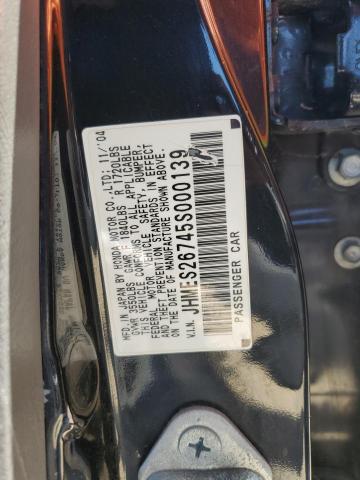 MFD. IN JAPAN BY HONDA MOTOR CO.,LTD; 11/'04
GVWR 3550LBS GAWR F 1840LBS R 1720LBS
THIS VEHICLE CONFORMS TO ALL APPLICABLE
FEDERAL MOTOR VEHICLE SAFETY, BUMPER,
AND THEFT PREVENTION STANDARDS IN EFFECT
ON THE DATE OF MANUFACTURE SHOWN ABOVE.
V.I.N. JHMES26745S000139
PASSENGER CAR